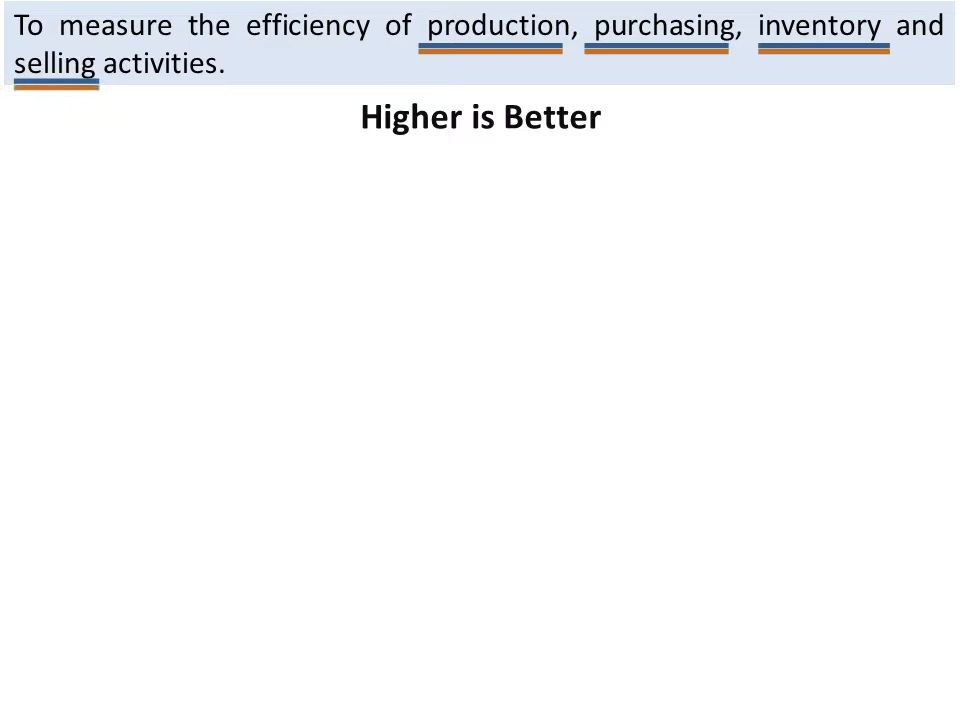 To measure the efficiency of production, purchasing, inventory and
selling activities.
Higher is Better